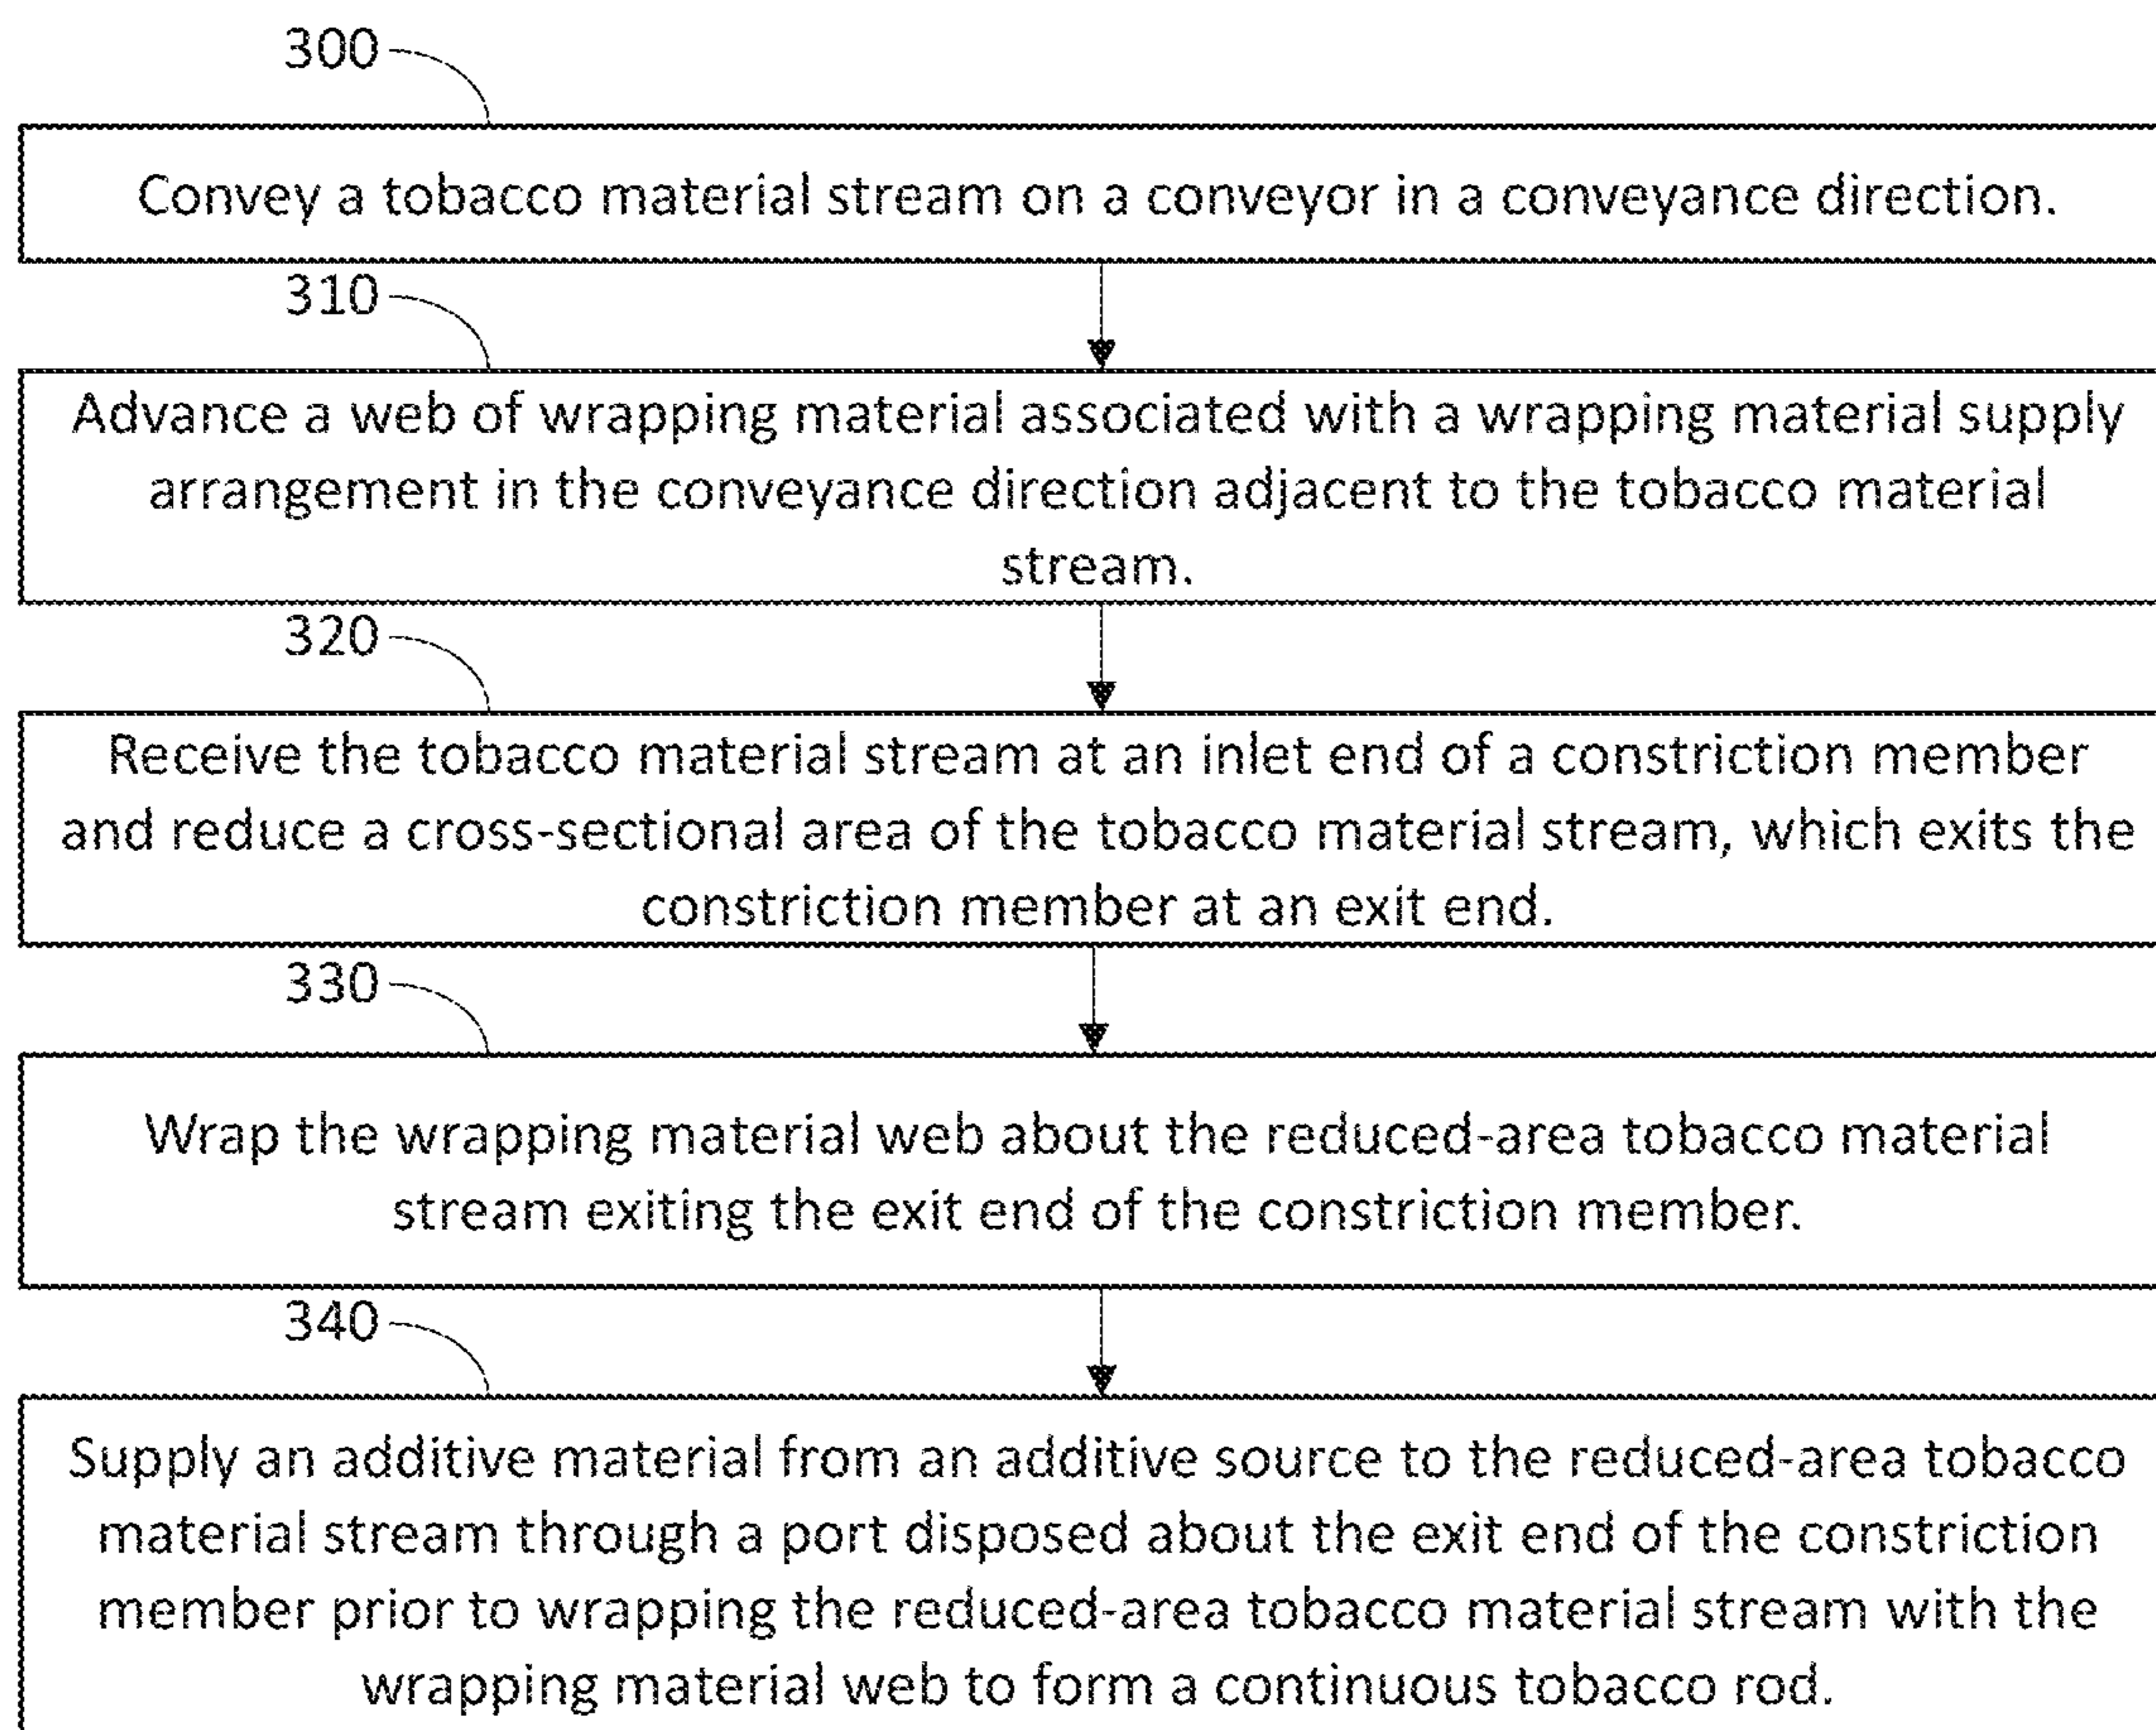 300
Convey a tobacco material stream on a conveyor in a conveyance direction.
310
Advance a web of wrapping material associated with a wrapping material supply
arrangement in the conveyance direction adjacent to the tobacco material
stream.
320
Receive the tobacco material stream at an inlet end of a constriction member
and reduce a cross-sectional area of the tobacco material stream, which exits the
constriction member at an exit end.
330
Wrap the wrapping material web about the reduced-area tobacco material
stream exiting the exit end of the constriction member.
340
Supply an additive material from an additive source to the reduced-area tobacco
material stream through a port disposed about the exit end of the constriction
member prior to wrapping the reduced-area tobacco material stream with the
wrapping material web to form a continuous tobacco rod.